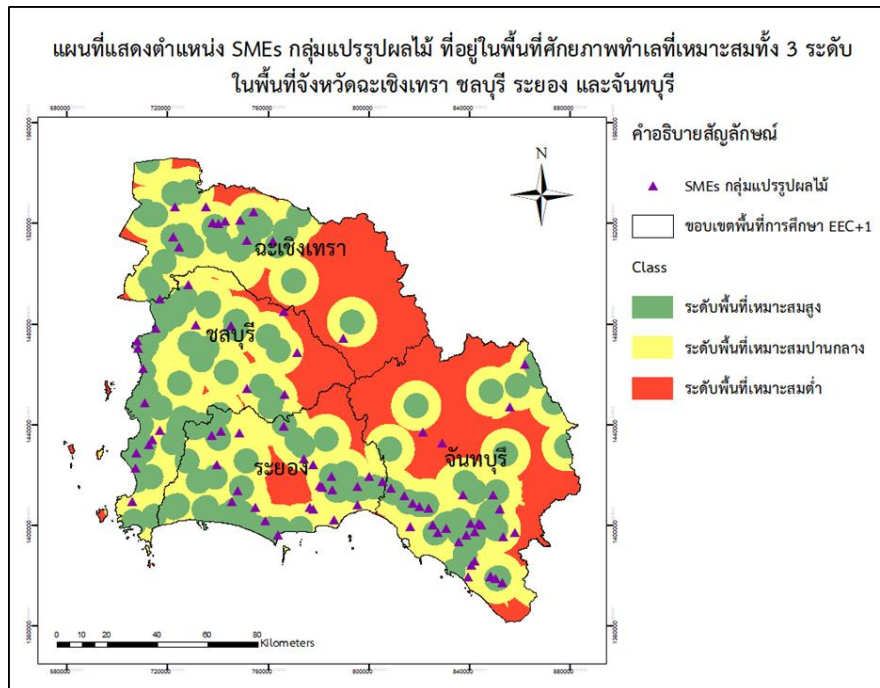 แผนที่แสดงตำแหน่ง SMEs กลุ่มแปรรูปผลไม้ ที่อยู่ในพื้นที่ศักยภาพทำเลที่เหมาะสมทั้ง 3 ระดับ
ในพื้นที่จังหวัดฉะเชิงเทรา ชลบุรี ระยอง และจันทบุรี
680000 720000 760000 800000 840000 880000
คำอธิบายสัญลักษณ์
N
SMEs กลุ่มแปรรูปผลไม้
ขอบเขตพื้นที่การศึกษา EEC+1
Class
ระดับพื้นที่เหมาะสมสูง
ระดับพื้นที่เหมาะสมปานกลาง
ระดับพื้นที่เหมาะสมต่ำ
ฉะเชิงเทรา
ชลบุรี
ระยอง
จันทบุรี
0 10 20 40 60 80
Kilometers
680000 720000 760000 800000 840000 880000